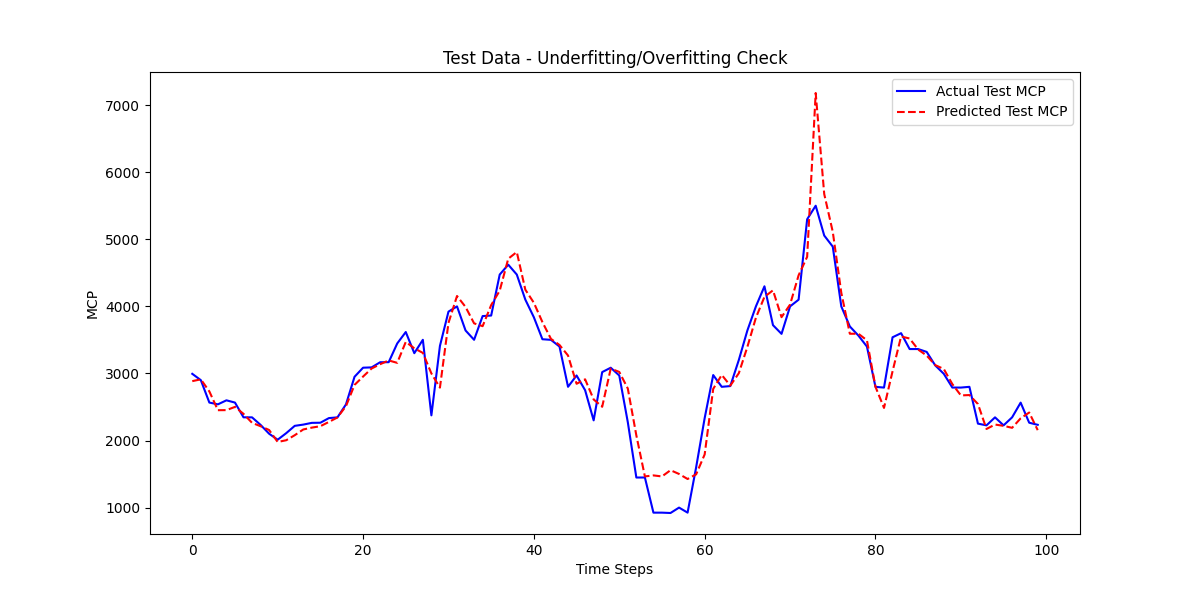 Test Data - Underfitting/Overfitting Check
Actual Test MCP
Predicted Test MCP
MCP
7000
6000
5000
4000
3000
2000
1000
0 20 40 60 80 100
Time Steps